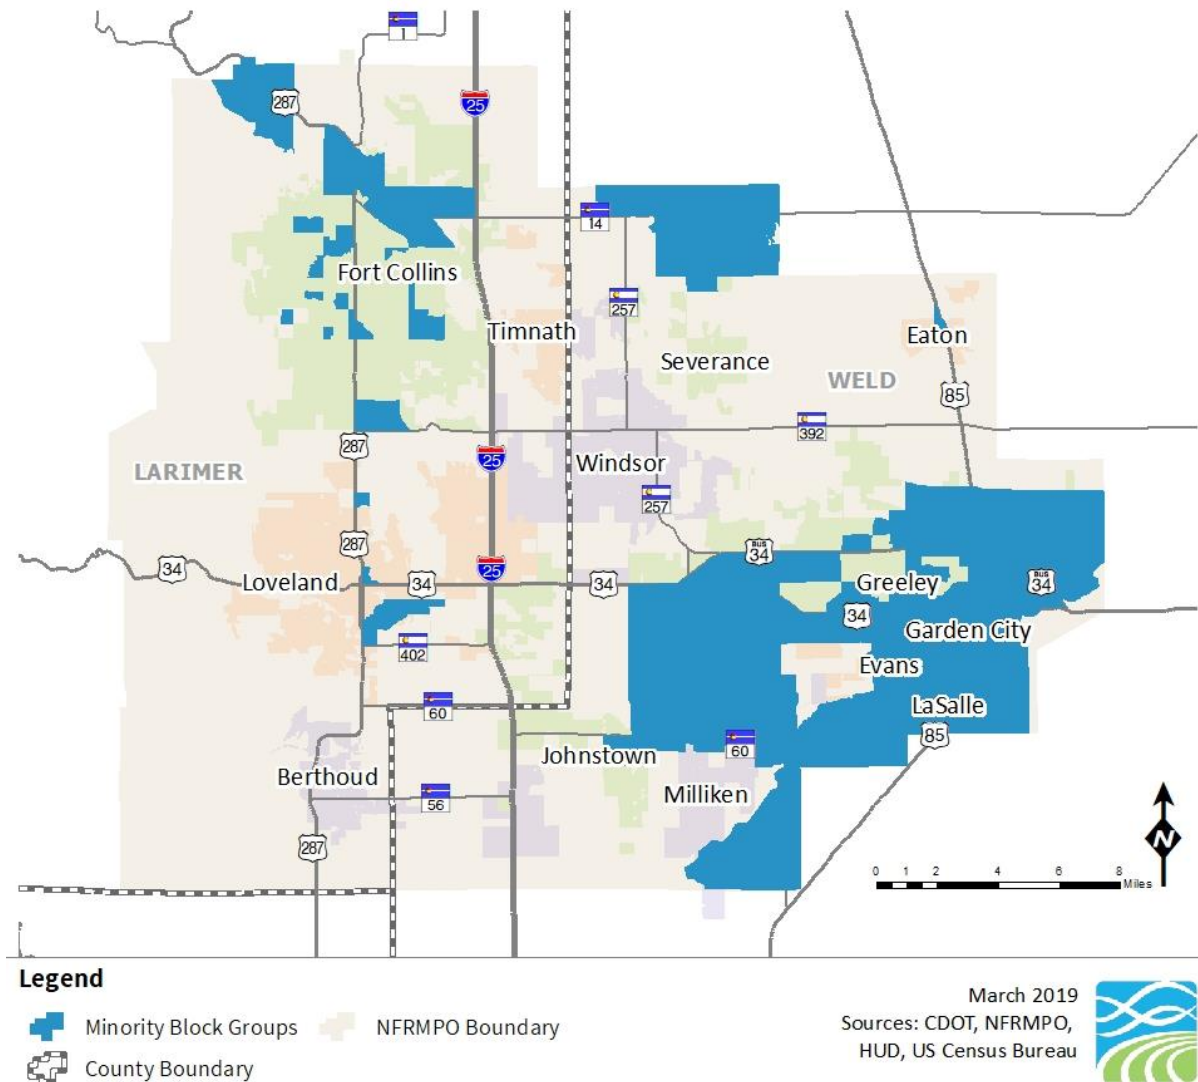 1
287
25
14
Fort Collins
257
Timnath
Eaton
Severance
WELD
85
392
287
25
Windsor
LARIMER
257
287
BUS
34
34
25
Loveland
34
34
Greeley
BUS
34
34
Garden City
402
Evans
60
LaSalle
85
60
Johnstown
Berthoud
Milliken
56
287
N
0 1 2 4 6 8
Miles
Legend
Minority Block Groups
NFRMPO Boundary
County Boundary
March 2019
Sources: CDOT, NFRMPO,
HUD, US Census Bureau